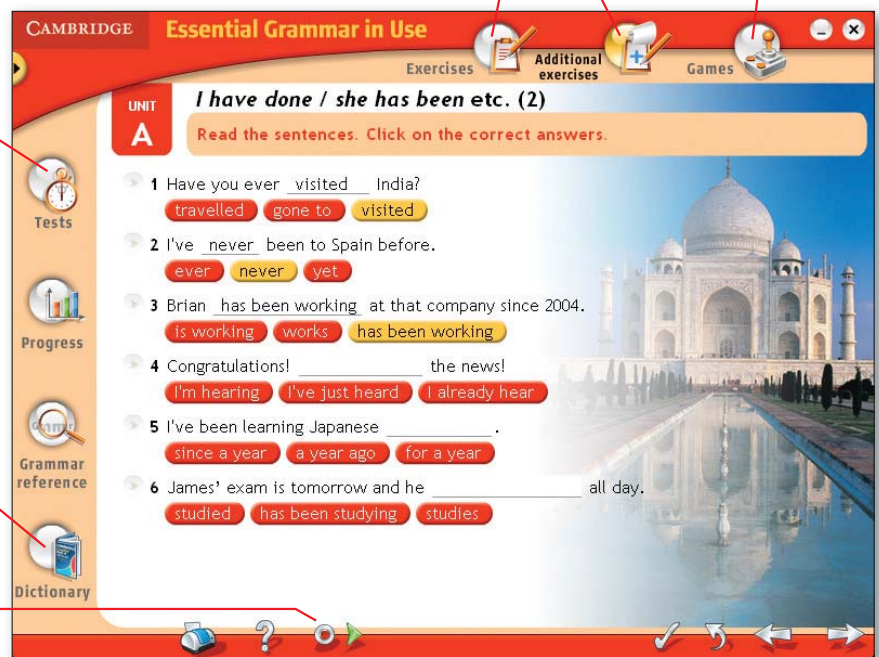 CAMBRIDGE Essential Grammar in Use
Exercises
Additional
exercises
Games
UNIT
A
I have done / she has been etc. (2)
Read the sentences. Click on the correct answers.
1 Have you ever visited India?
travelled gone to visited
2 I've never been to Spain before.
ever never yet
3 Brian has been working at that company since 2004.
is working works has been working
4 Congratulations! ______________ the news!
I'm hearing I've just heard I already hear
5 I've been learning Japanese ____________ .
since a year a year ago for a year
6 James' exam is tomorrow and he _________________ all day.
studied has been studying studies
Tests
Progress
Grammar
reference
Dictionary